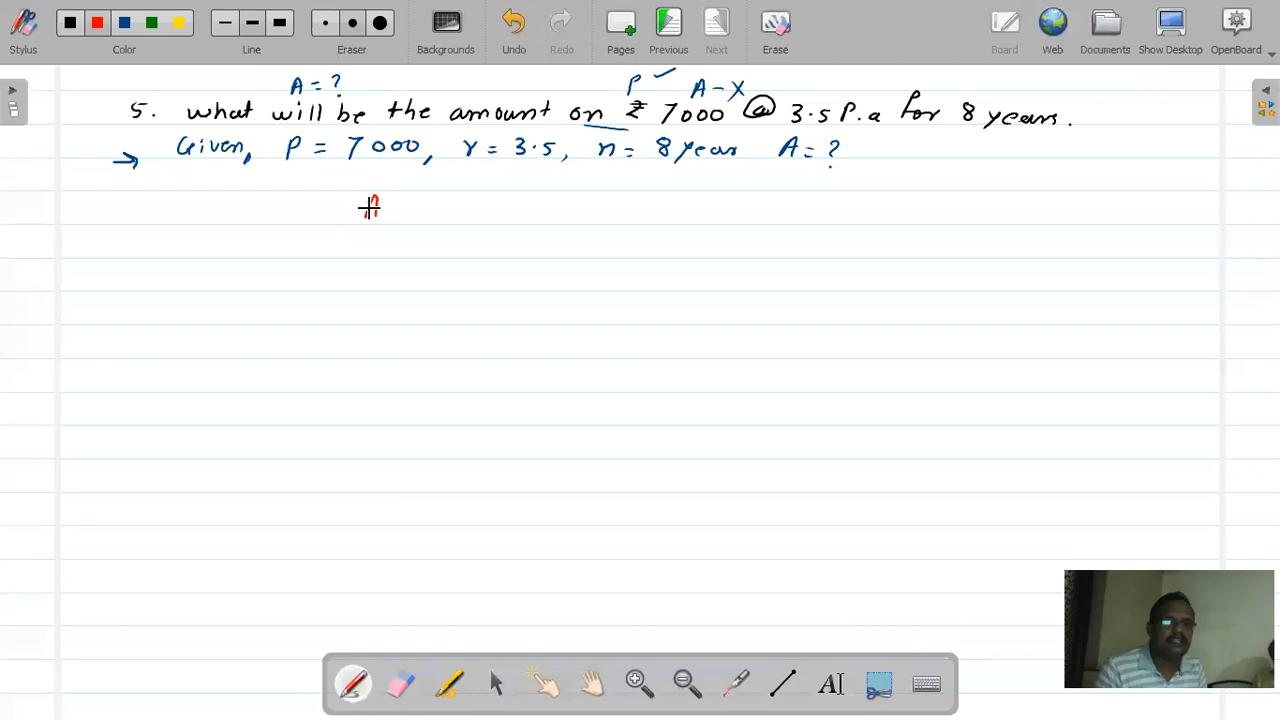 Stylus
Color
Line
Eraser
Backgrounds
Undo
Redo
Pages
Previous
Next
Erase
Board
Web
Documents
Show Desktop
OpenBoard
A = ?
P ✓ A - X
5. what will be the amount on ₹ 7000 @ 3.5 P.a for 8 years.
→ Given, P = 7000, r = 3.5, n = 8 year A = ?